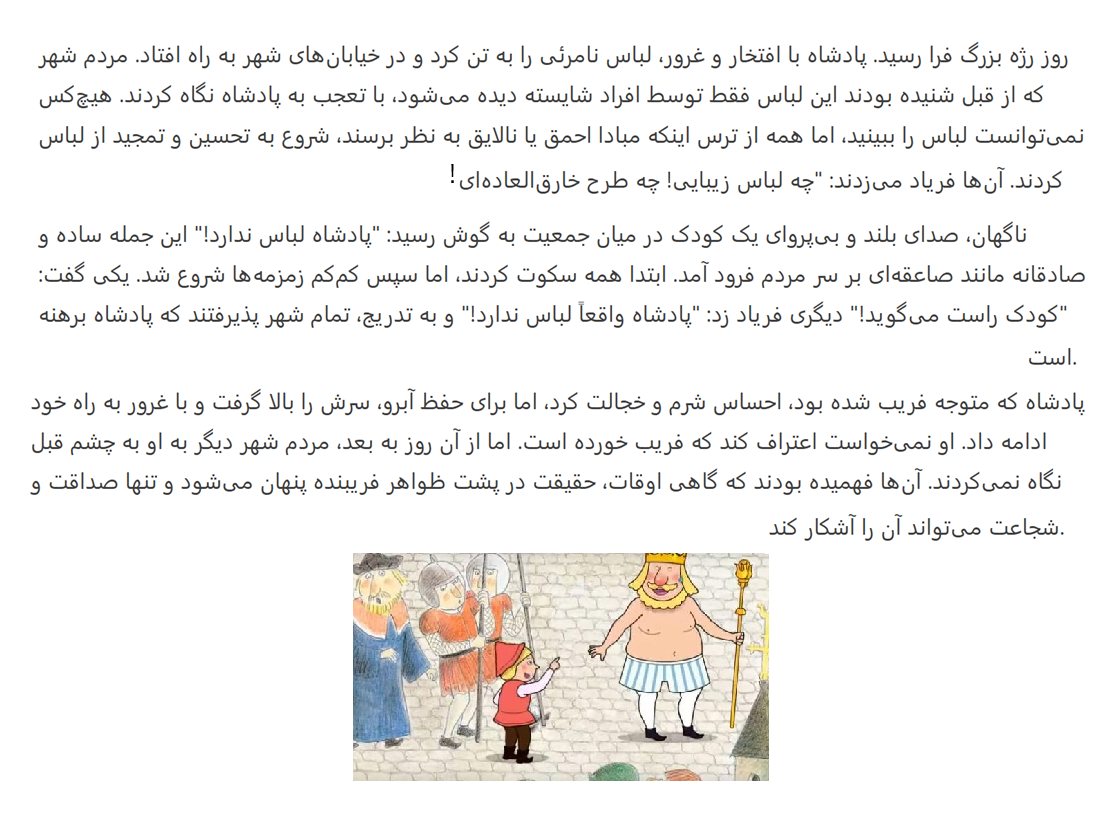 روز رژه بزرگ فرا رسید. پادشاه با افتخار و غرور، لباس نامرئی را به تن کرد و در خیابان‌های شهر به راه افتاد. مردم شهر
که از قبل شنیده بودند این لباس فقط توسط افراد شایسته دیده می‌شود، با تعجب به پادشاه نگاه کردند. هیچ‌کس
نمی‌توانست لباس را ببینید، اما همه از ترس اینکه مبادا احمق یا نالایق به نظر برسند، شروع به تحسین و تمجید از لباس
کردند. آن‌ها فریاد می‌زدند: "چه لباس زیبایی! چه طرح خارق‌العاده‌ای!
ناگهان، صدای بلند و بی‌پروای یک کودک در میان جمعیت به گوش رسید: "پادشاه لباس ندارد!" این جمله ساده و
صادقانه مانند صاعقه‌ای بر سر مردم فرود آمد. ابتدا همه سکوت کردند، اما سپس کم‌کم زمزمه‌ها شروع شد. یکی گفت:
"کودک راست می‌گوید!" دیگری فریاد زد: "پادشاه واقعاً لباس ندارد!" و به تدریج، تمام شهر پذیرفتند که پادشاه برهنه
.است
پادشاه که متوجه فریب شده بود، احساس شرم و خجالت کرد، اما برای حفظ آبرو، سرش را بالا گرفت و با غرور به راه خود
ادامه داد. او نمی‌خواست اعتراف کند که فریب خورده است. اما از آن روز به بعد، مردم شهر دیگر به او به چشم قبل
نگاه نمی‌کردند. آن‌ها فهمیده بودند که گاهی اوقات، حقیقت در پشت ظواهر فریبنده پنهان می‌شود و تنها صداقت و
.شجاعت می‌تواند آن را آشکار کند